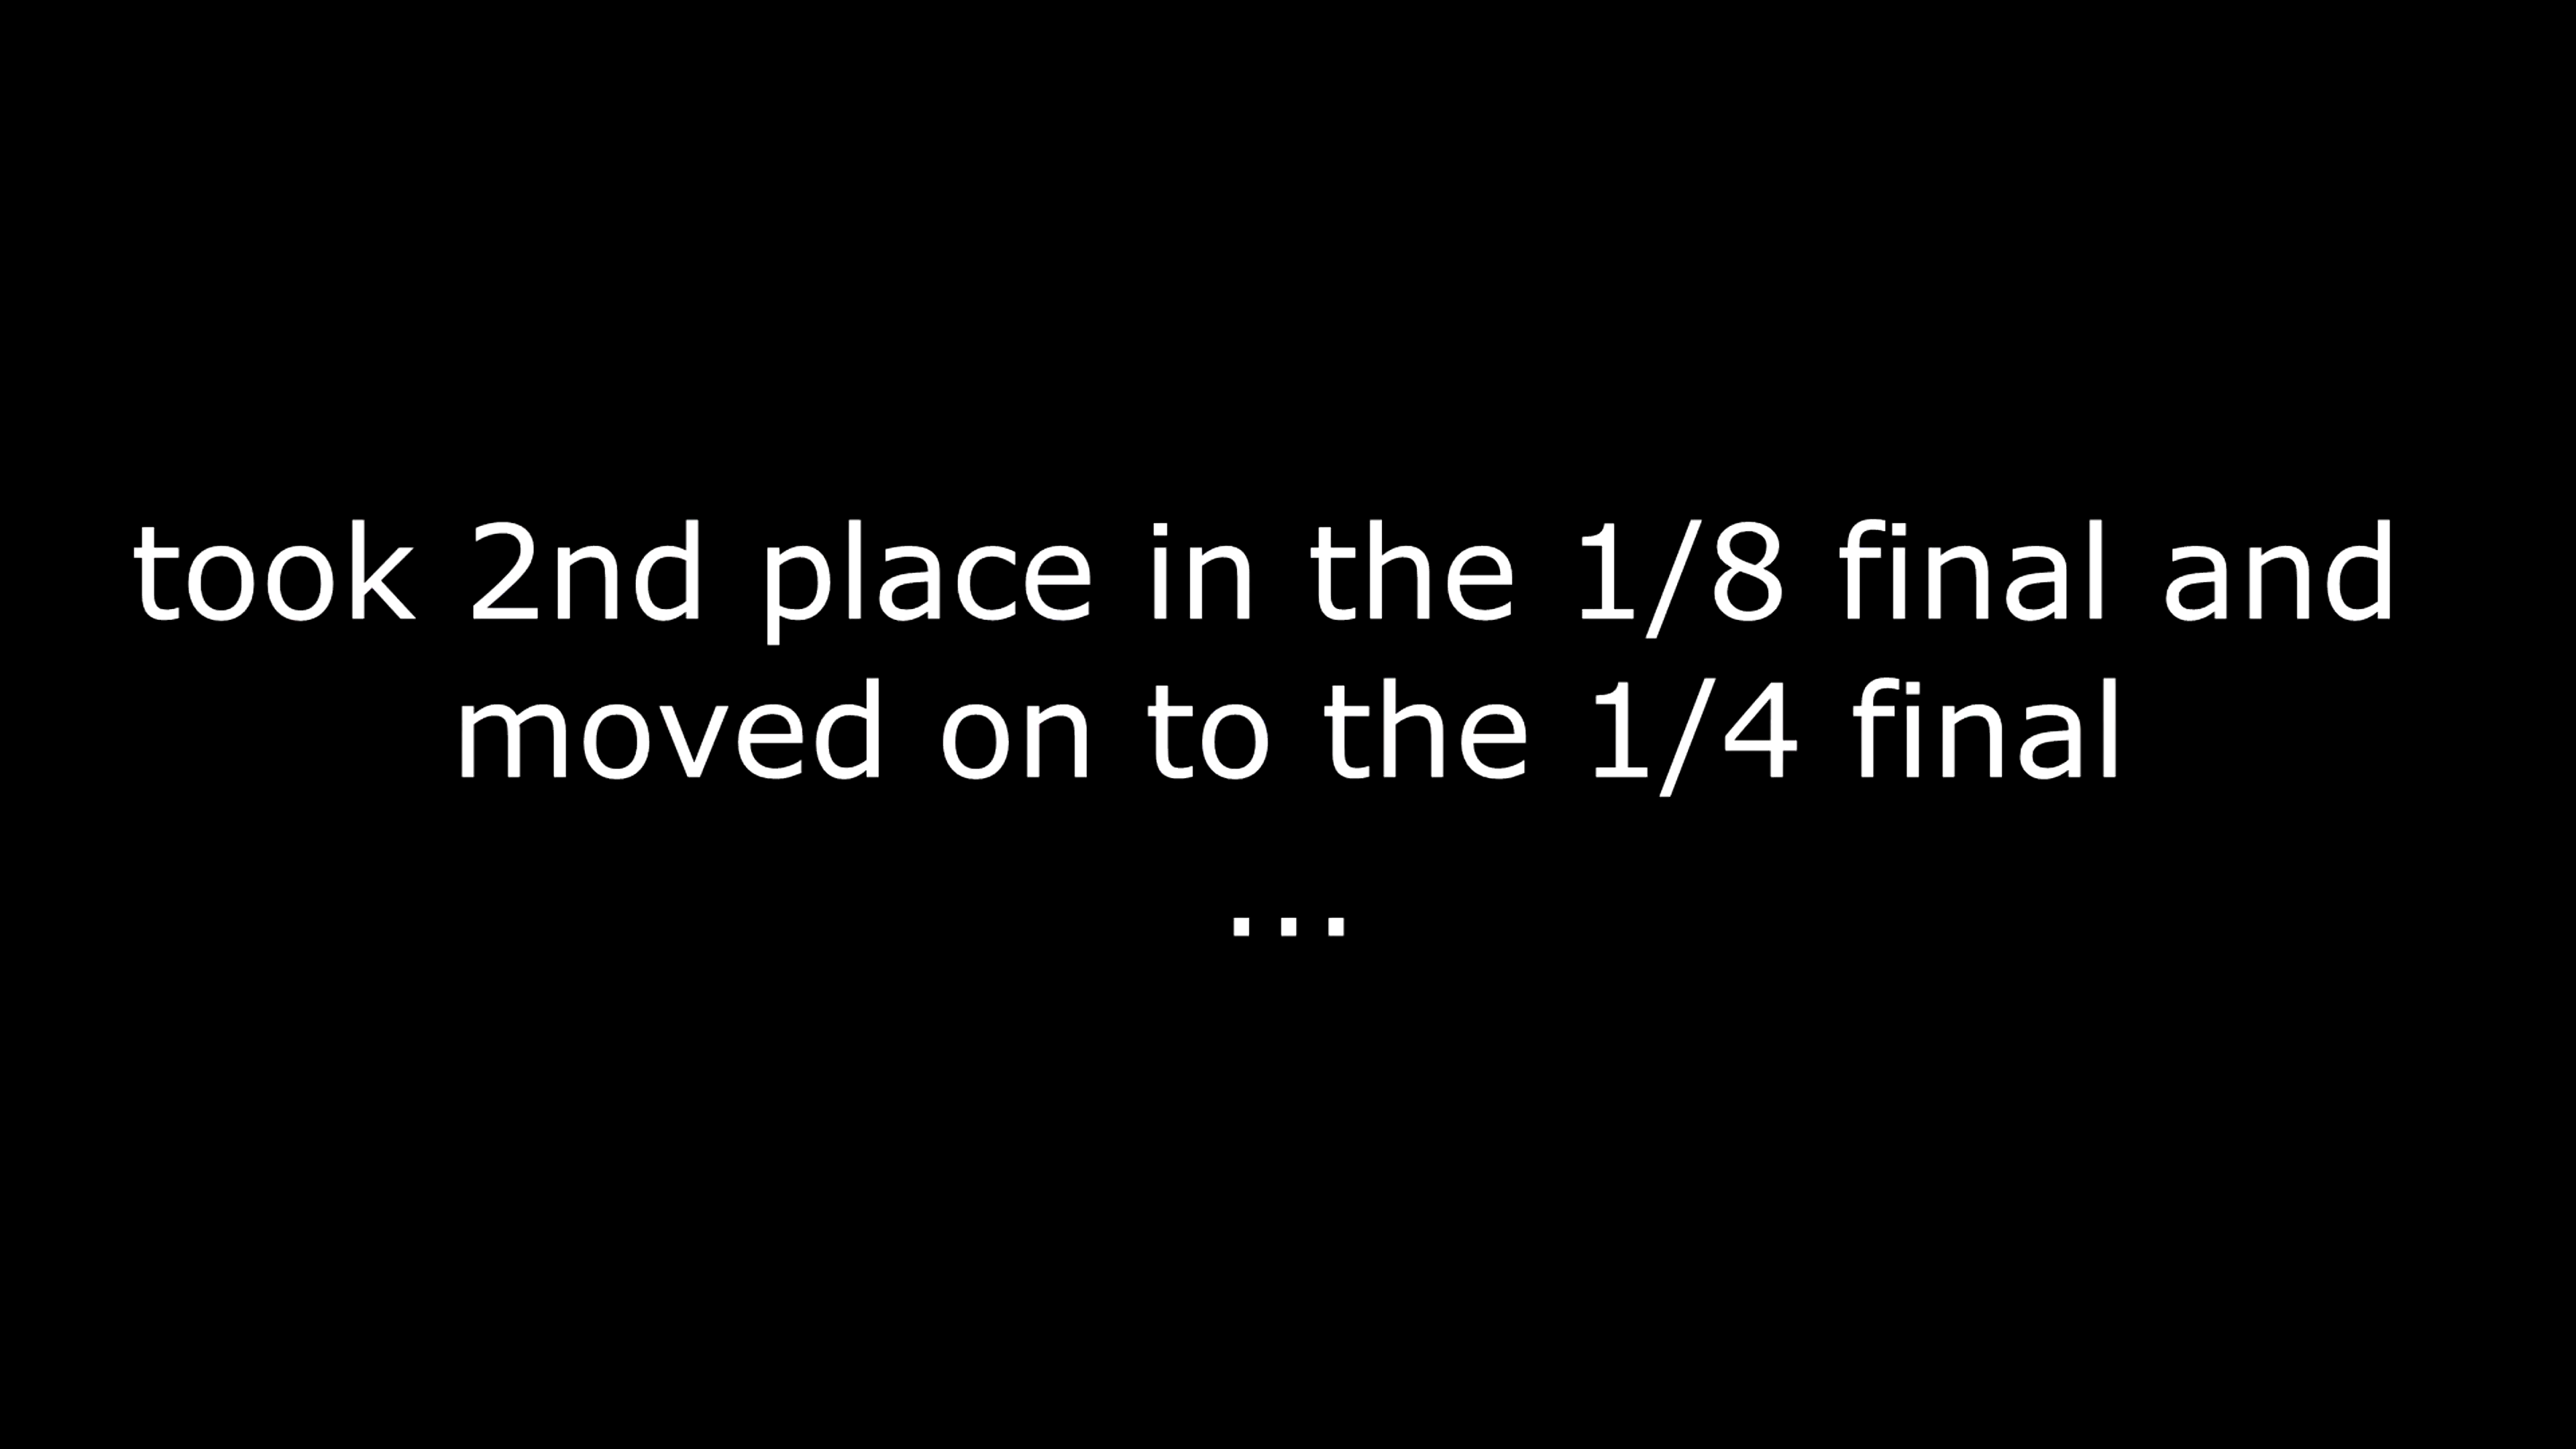 took 2nd place in the 1/8 final and
moved on to the 1/4 final
...